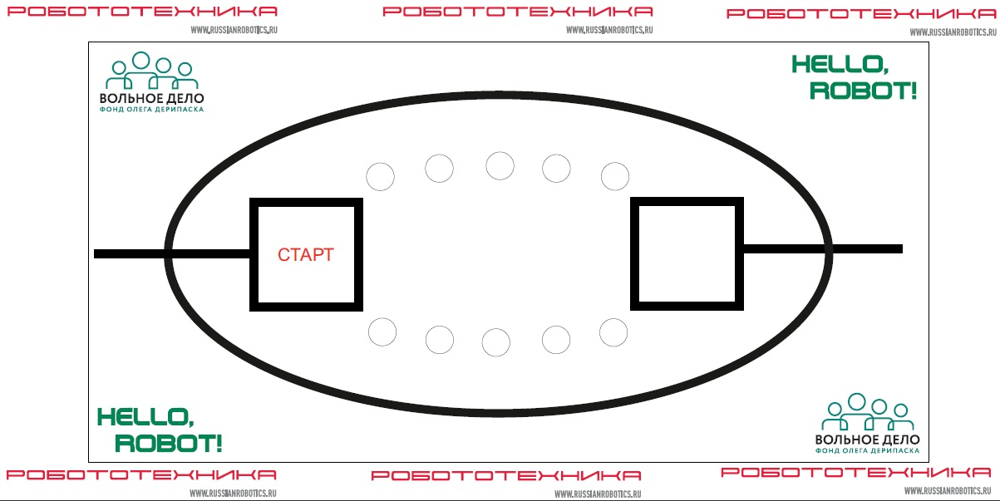 РОБОТОТЕХНИКА
WWW.RUSSIANROBOTICS.RU
РОБОТОТЕХНИКА
WWW.RUSSIANROBOTICS.RU
РОБОТОТЕХНИКА
WWW.RUSSIANROBOTICS.RU
ВОЛЬНОЕ ДЕЛО
ФОНД ОЛЕГА ДЕРИПАСКА
HELLO,
ROBOT!
СТАРТ
HELLO,
ROBOT!
ВОЛЬНОЕ ДЕЛО
ФОНД ОЛЕГА ДЕРИПАСКА
РОБОТОТЕХНИКА
WWW.RUSSIANROBOTICS.RU
РОБОТОТЕХНИКА
WWW.RUSSIANROBOTICS.RU
РОБОТОТЕХНИКА
WWW.RUSSIANROBOTICS.RU